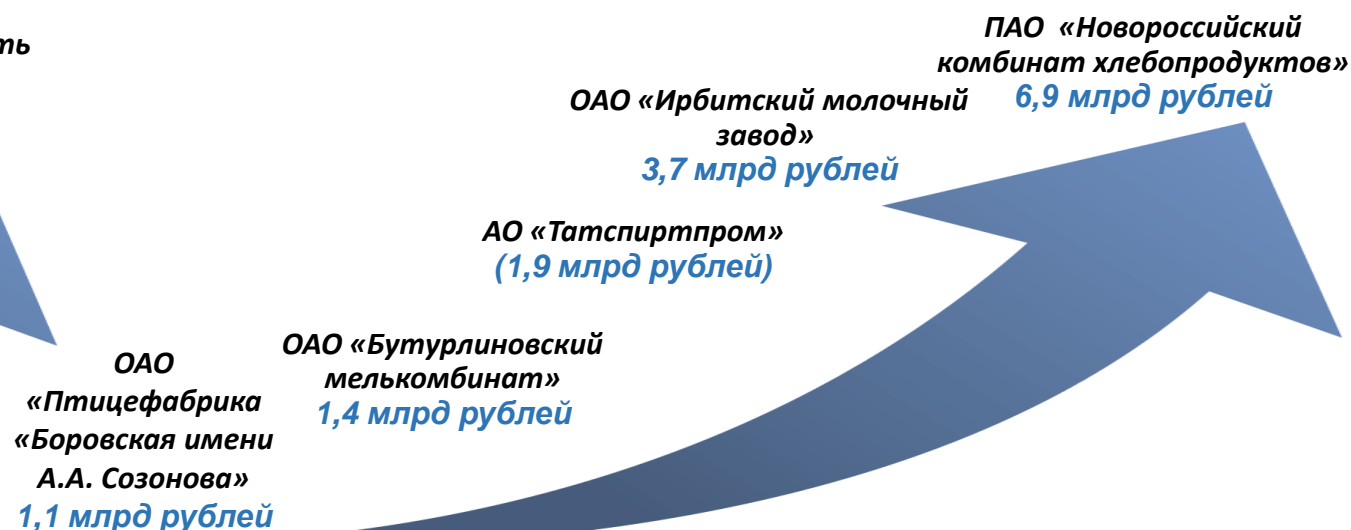 ПАО «Новороссийский
комбинат хлебопродуктов»
6,9 млрд рублей
ОАО «Ирбитский молочный
завод»
3,7 млрд рублей
АО «Татспиртпром»
(1,9 млрд рублей)
ОАО «Бутурлиновский
мелькомбинат»
1,4 млрд рублей
ОАО
«Птицефабрика
«Боровская имени
А.А. Созонова»
1,1 млрд рублей